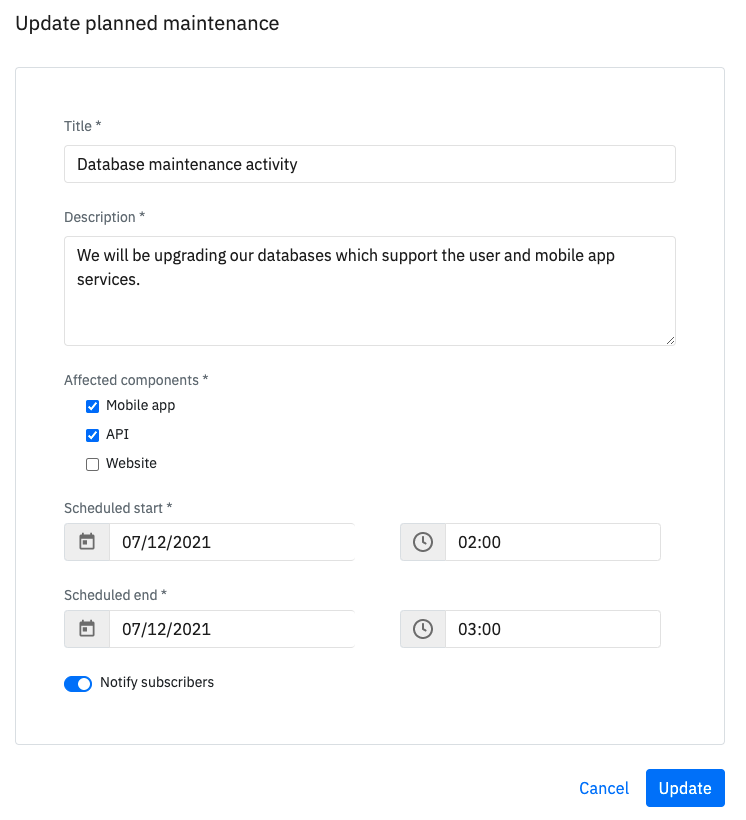 Update planned maintenance
Title *
Database maintenance activity
Description *
We will be upgrading our databases which support the user and mobile app
services.
Affected components *
Mobile app
API
Website
Scheduled start *
07/12/2021
02:00
Scheduled end *
07/12/2021
03:00
Notify subscribers
Cancel
Update